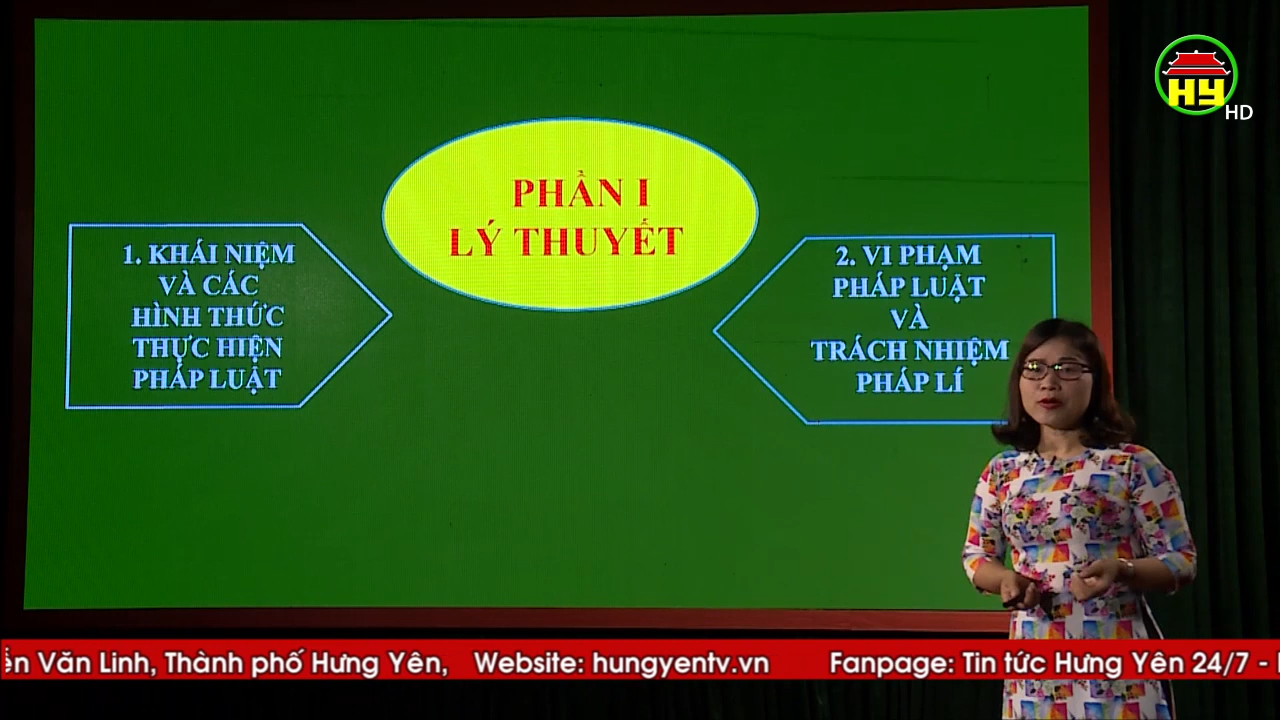 HY
HD
PHẦN I
LÝ THUYẾT
1. KHÁI NIỆM
VÀ CÁC
HÌNH THỨC
THỰC HIỆN
PHÁP LUẬT
2. VI PHẠM
PHÁP LUẬT
VÀ
TRÁCH NHIỆM
PHÁP LÍ
Văn Linh, Thành phố Hưng Yên, Website: hungyentv.vn Fanpage: Tin tức Hưng Yên 24/7 -